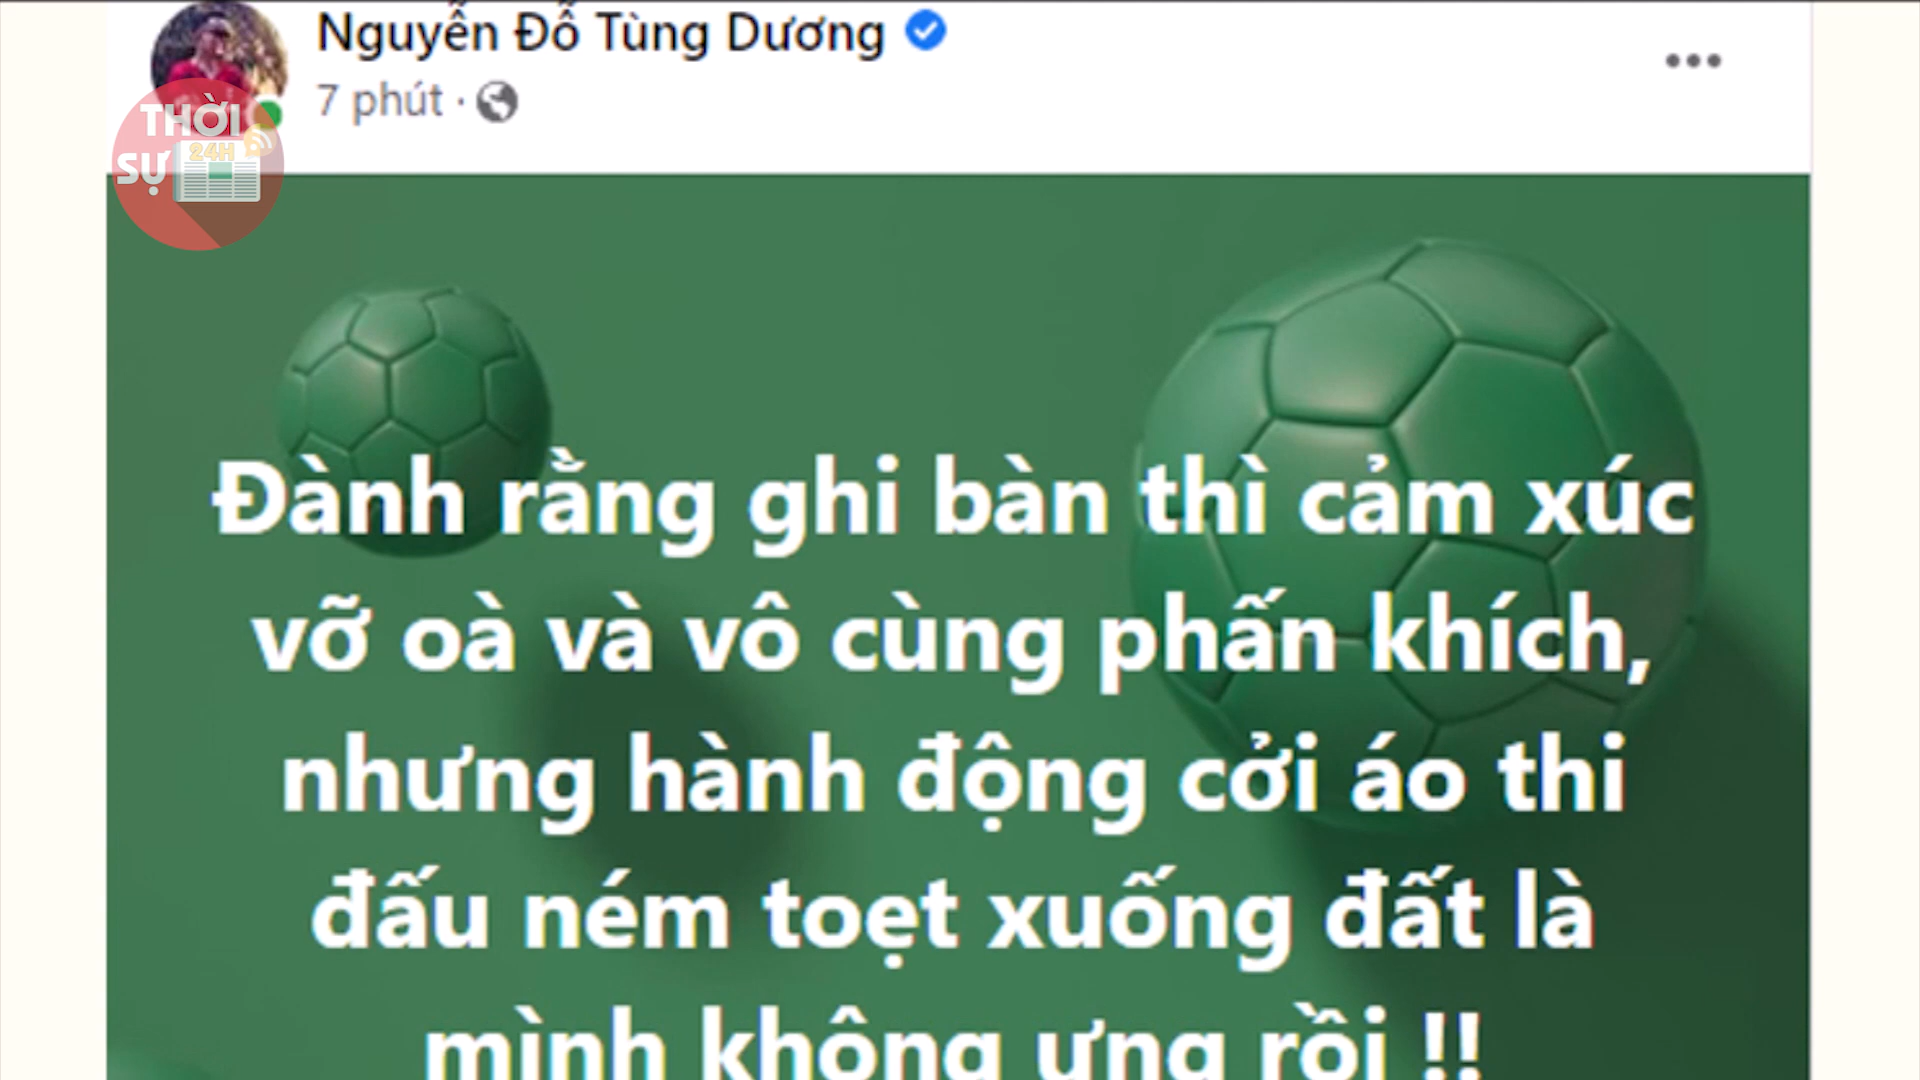 Nguyễn Đỗ Tùng Dương
7 phút ·
THỜI
SỰ 24H
Đành rằng ghi bàn thì cảm xúc
vỡ oà và vô cùng phấn khích,
nhưng hành động cởi áo thi
đấu ném toẹt xuống đất là
mình không ưng rồi !!